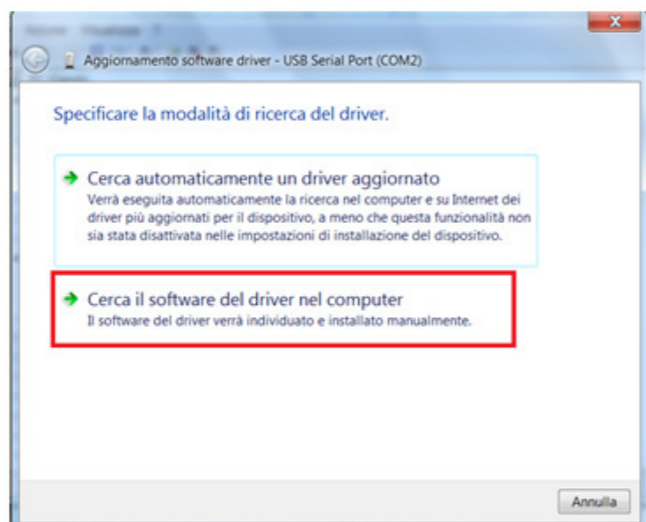 Aggiornamento software driver - USB Serial Port (COM2)
Specificare la modalità di ricerca del driver.
Cerca automaticamente un driver aggiornato
Verrà eseguita automaticamente la ricerca nel computer e su Internet dei
driver più aggiornati per il dispositivo, a meno che questa funzionalità non
sia stata disattivata nelle impostazioni di installazione del dispositivo.
Cerca il software del driver nel computer
Il software del driver verrà individuato e installato manualmente.
Annulla